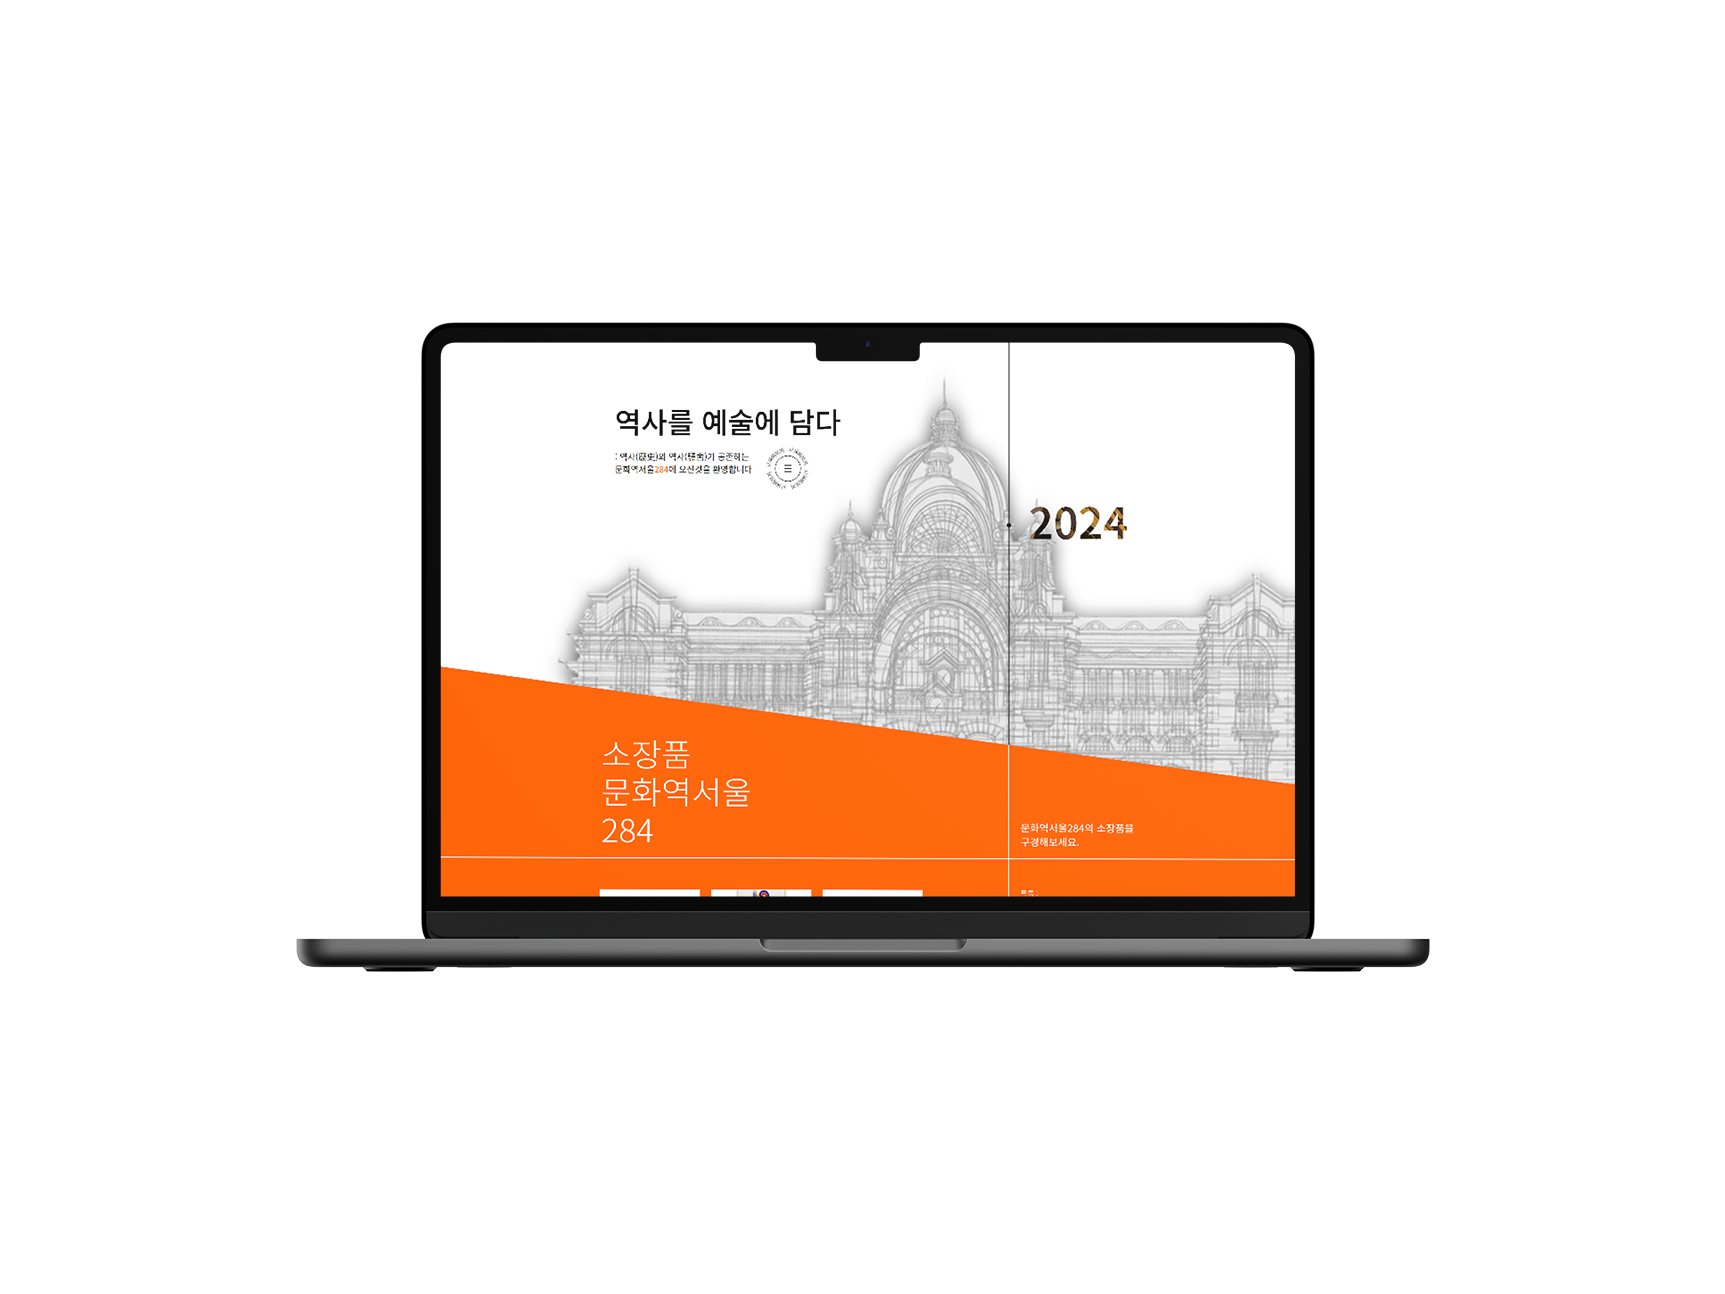 역사를 예술에 담다
: 역사(歷史)와 역사(驛舍)가 공존하는
문화역서울284에 오신것을 환영합니다
2024
소장품
문화역서울
284
문화역서울284의 소장품을
구경해보세요.